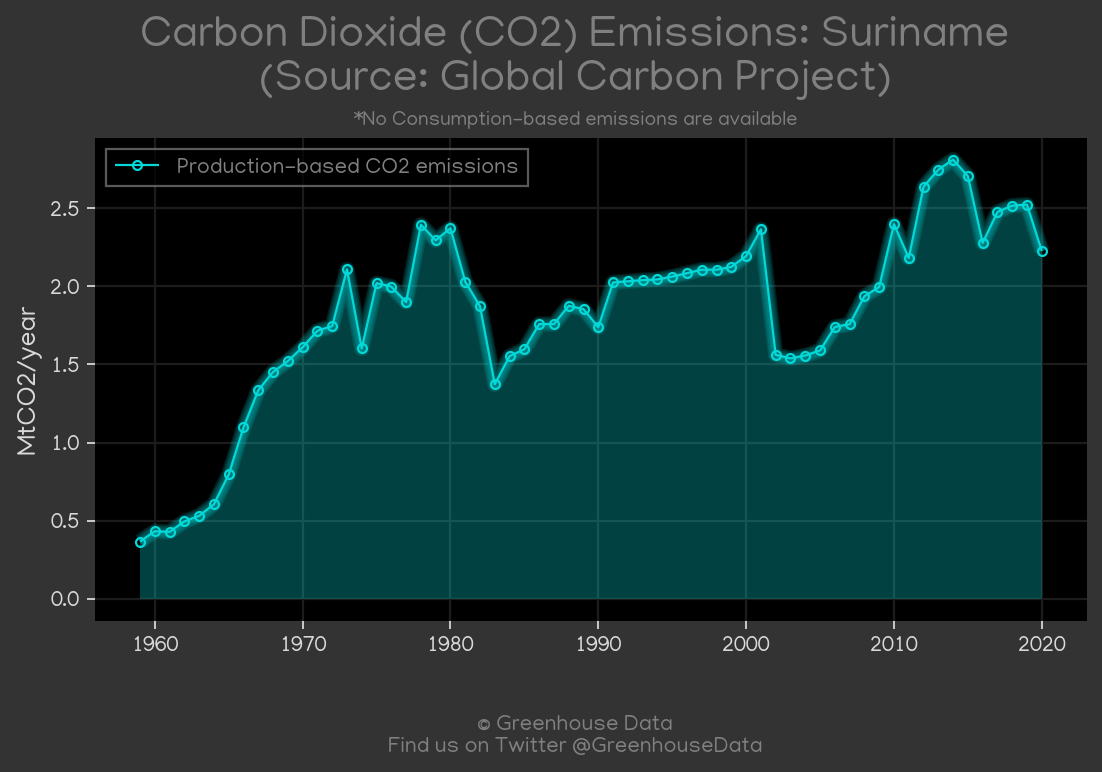 Carbon Dioxide (CO2) Emissions: Suriname
(Source: Global Carbon Project)
*No Consumption-based emissions are available
Production-based CO2 emissions
MtCO2/year
2.5
2.0
1.5
1.0
0.5
0.0
1960 1970 1980 1990 2000 2010 2020
© Greenhouse Data
Find us on Twitter @GreenhouseData